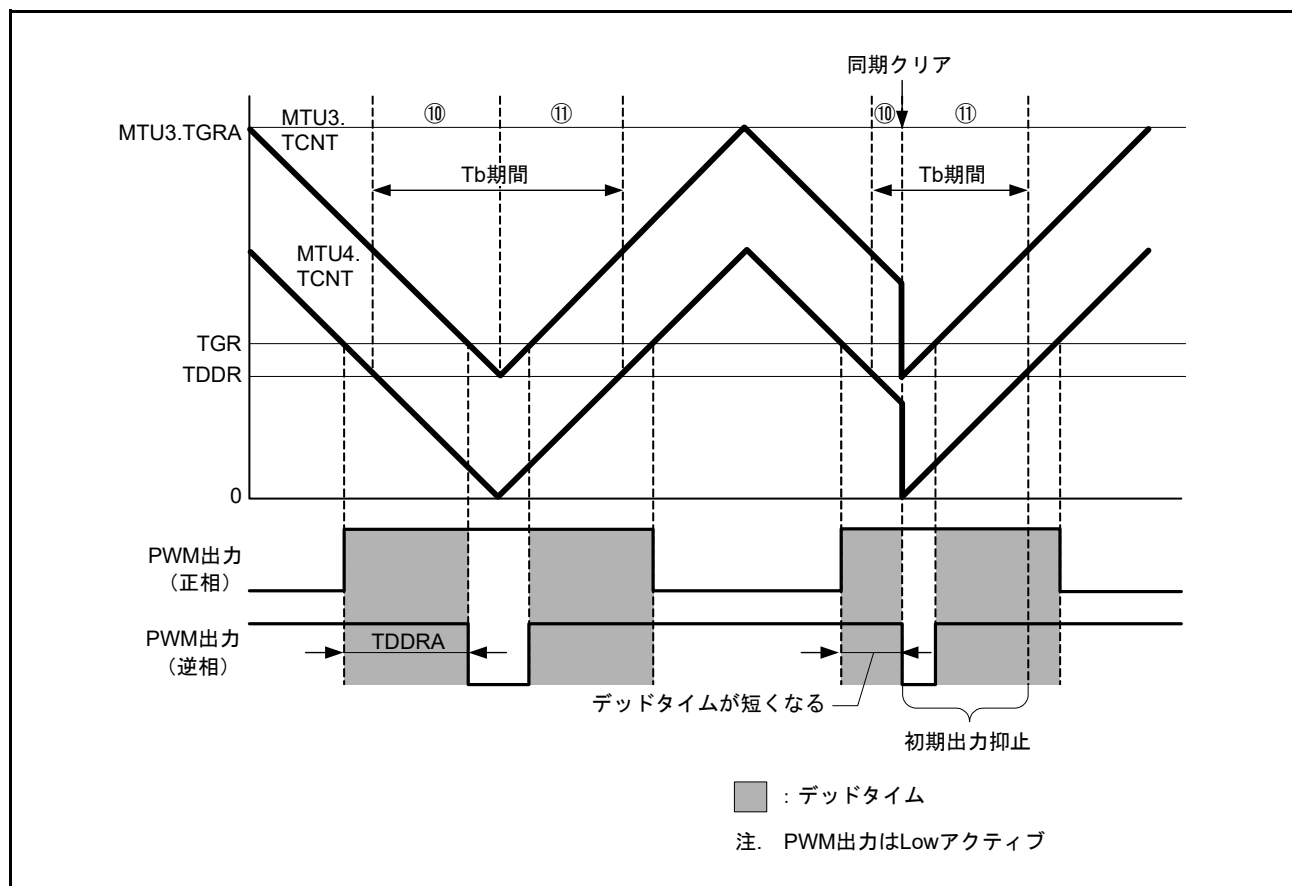 同期クリア
⑩
⑪
⑩
⑪
MTU3.TGRA
MTU3.
TCNT
Tb期間
Tb期間
MTU4.
TCNT
TGR
TDDR
0
PWM出力
（正相）
PWM出力
（逆相）
TDDRA
デッドタイムが短くなる
初期出力抑止
：デッドタイム
注. PWM出力はLowアクティブ